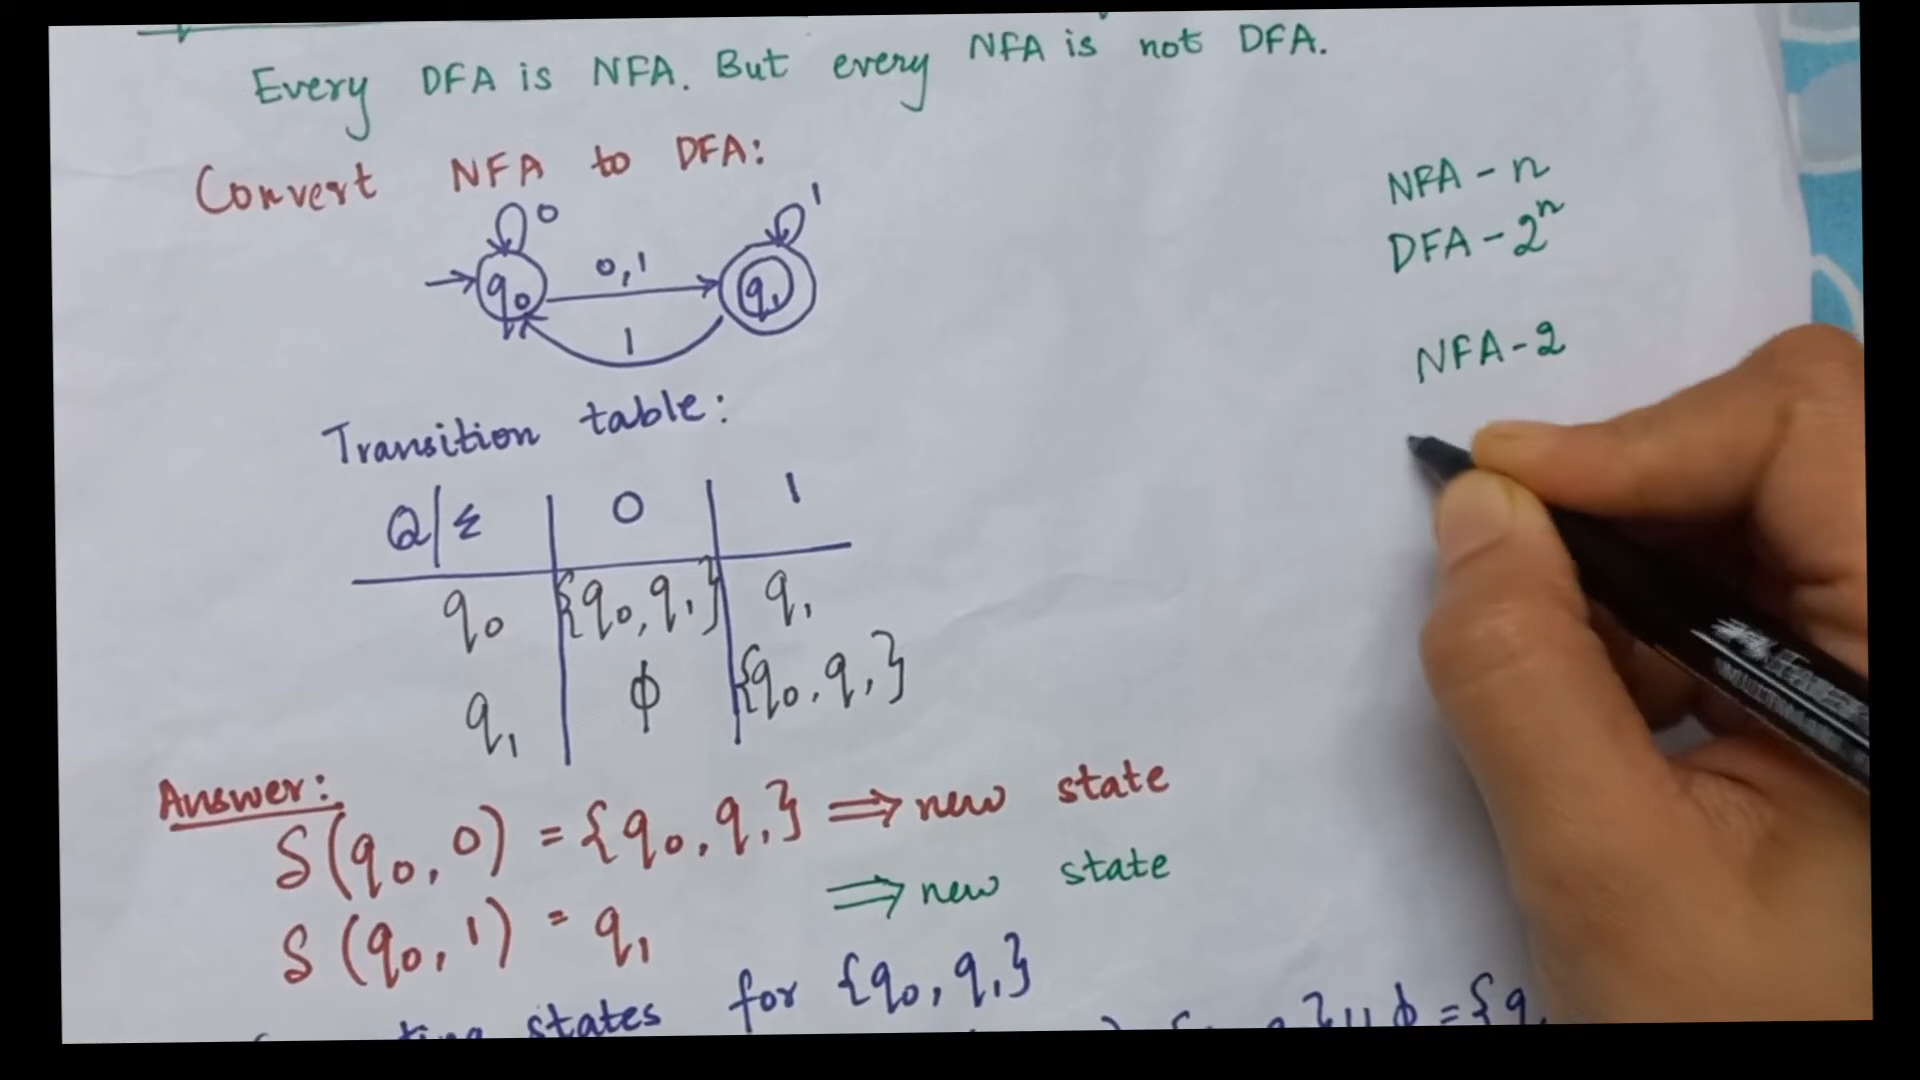 Every DFA is NFA. But every NFA is not DFA.
Convert NFA to DFA:
0
1
0,1
q0
q1
1
NFA - n
DFA - 2^n
NFA - 2
Transition table:
Q/Σ 0 1
q0 {q0, q1} q1
q1 ϕ {q0, q1}
Answer:
δ(q0, 0) = {q0, q1} ⟹ new state
δ(q0, 1) = q1 ⟹ new state
states for {q0, q1}